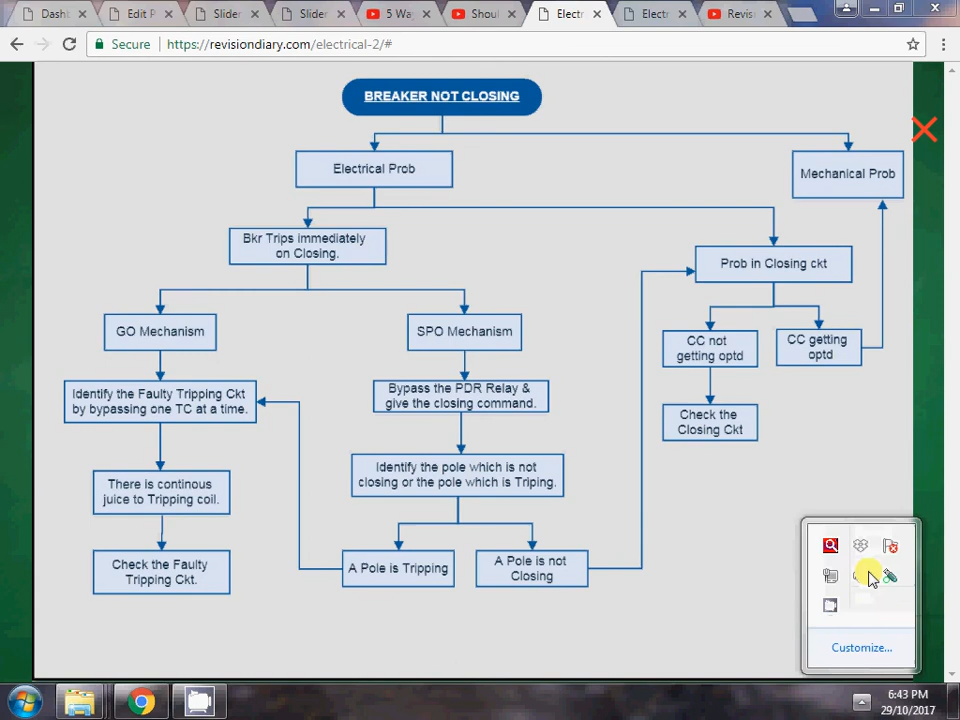 Dashb
Edit P
Slider
Slider
5 Wa
Shoul
Electr
Electr
Revisi
Secure
https://revisiondiary.com/electrical-2/#
BREAKER NOT CLOSING
Electrical Prob
Mechanical Prob
Bkr Trips immediately
on Closing.
Prob in Closing ckt
GO Mechanism
SPO Mechanism
CC not
getting optd
CC getting
optd
Identify the Faulty Tripping Ckt
by bypassing one TC at a time.
Bypass the PDR Relay &
give the closing command.
Check the
Closing Ckt
There is continous
juice to Tripping coil.
Identify the pole which is not
closing or the pole which is Triping.
Check the Faulty
Tripping Ckt.
A Pole is Tripping
A Pole is not
Closing
Customize...
6:43 PM
29/10/2017